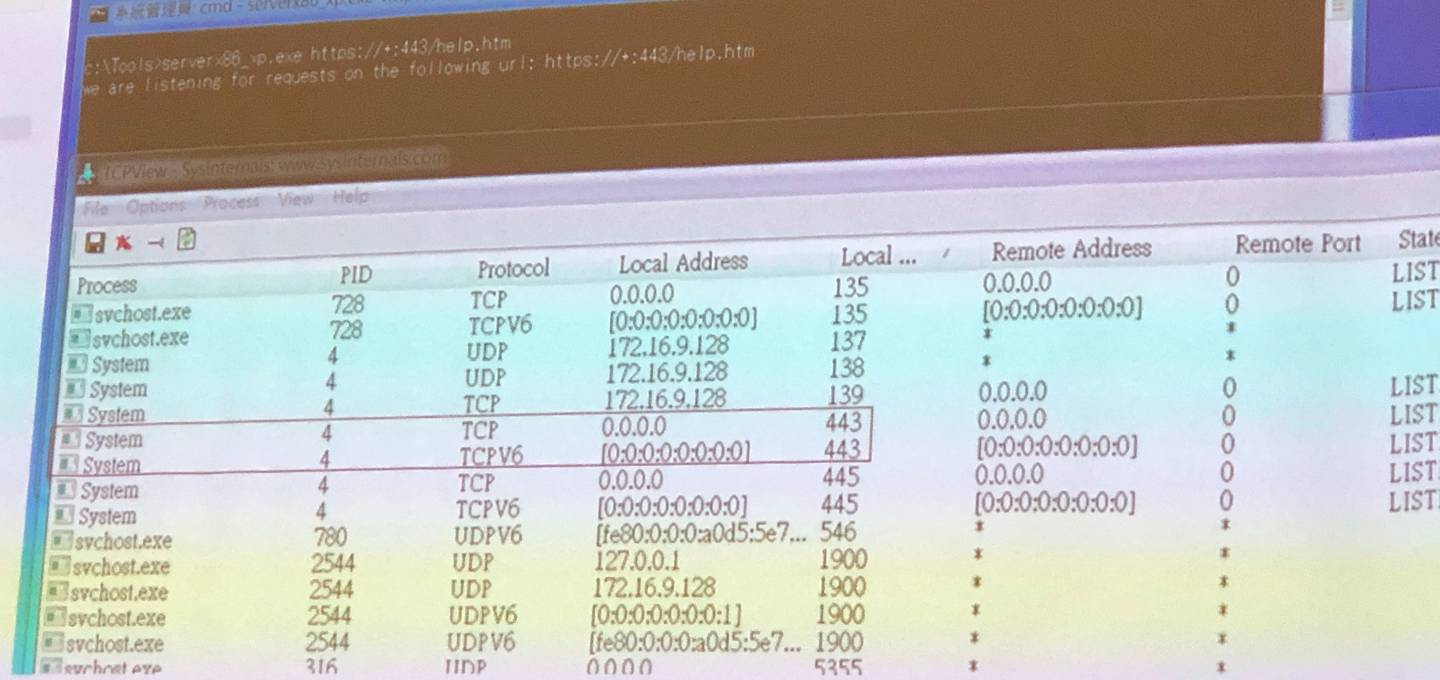 系統管理員: cmd - serverx86_xp.exe
c:\Tools>serverx86_xp.exe https://+:443/help.htm
we are listening for requests on the following url: https://+:443/help.htm
TCPView - Sysinternals: www.sysinternals.com
File Options Process View Help
Process PID Protocol Local Address Local ... Remote Address Remote Port State
svchost.exe 728 TCP 0.0.0.0 135 0.0.0.0 0 LIST
svchost.exe 728 TCPV6 [0:0:0:0:0:0:0:0] 135 [0:0:0:0:0:0:0:0] 0 LIST
System 4 UDP 172.16.9.128 137 * *
System 4 UDP 172.16.9.128 138 * *
System 4 TCP 172.16.9.128 139 0.0.0.0 0 LIST
System 4 TCP 0.0.0.0 443 0.0.0.0 0 LIST
System 4 TCPV6 [0:0:0:0:0:0:0:0] 443 [0:0:0:0:0:0:0:0] 0 LIST
System 4 TCP 0.0.0.0 445 0.0.0.0 0 LIST
System 4 TCPV6 [0:0:0:0:0:0:0:0] 445 [0:0:0:0:0:0:0:0] 0 LIST
svchost.exe 780 UDPV6 [fe80:0:0:0:a0d5:5e7... 546 * *
svchost.exe 2544 UDP 127.0.0.1 1900 * *
svchost.exe 2544 UDP 172.16.9.128 1900 * *
svchost.exe 2544 UDPV6 [0:0:0:0:0:0:0:1] 1900 * *
svchost.exe 2544 UDPV6 [fe80:0:0:0:a0d5:5e7... 1900 * *
svchost.exe 316 UDP 0.0.0.0 5355 * *